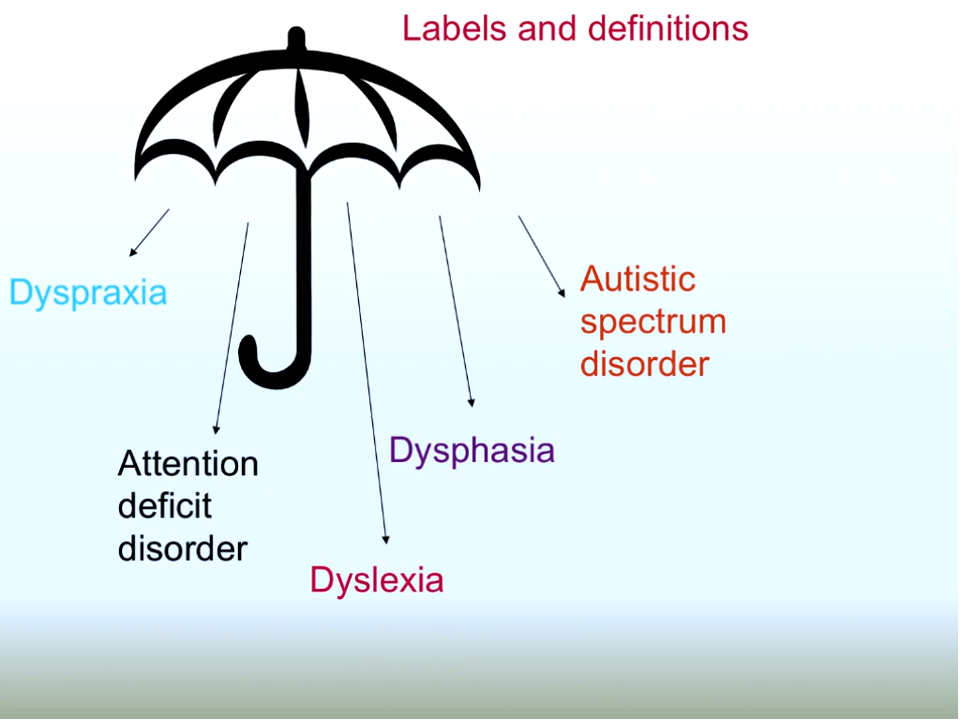 Labels and definitions
Dyspraxia
Autistic
spectrum
disorder
Attention
deficit
disorder
Dysphasia
Dyslexia